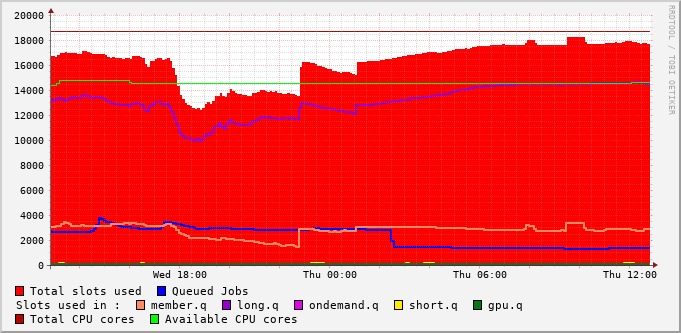 20000
18000
16000
14000
12000
10000
8000
6000
4000
2000
0
Wed 18:00 Thu 00:00 Thu 06:00 Thu 12:00
Total slots used Queued Jobs
Slots used in : member.q long.q ondemand.q short.q gpu.q
Total CPU cores Available CPU cores
RRDTOOL / TOBI OETIKER